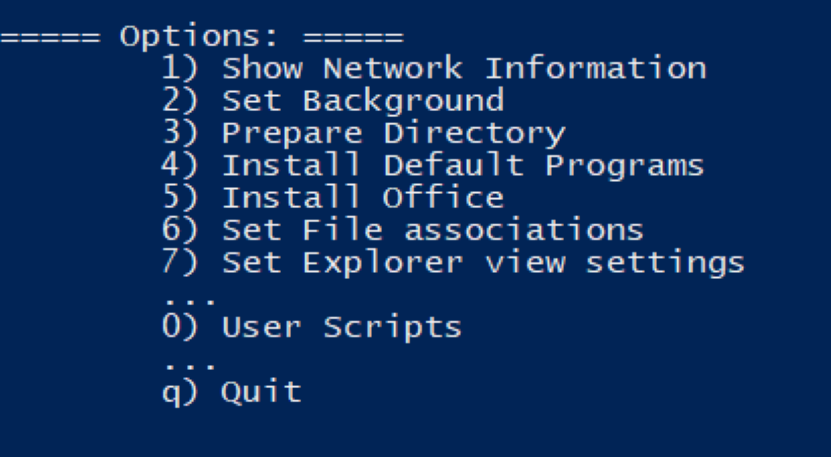 ===== Options: =====
1) Show Network Information
2) Set Background
3) Prepare Directory
4) Install Default Programs
5) Install Office
6) Set File associations
7) Set Explorer view settings
...
0) User Scripts
...
q) Quit